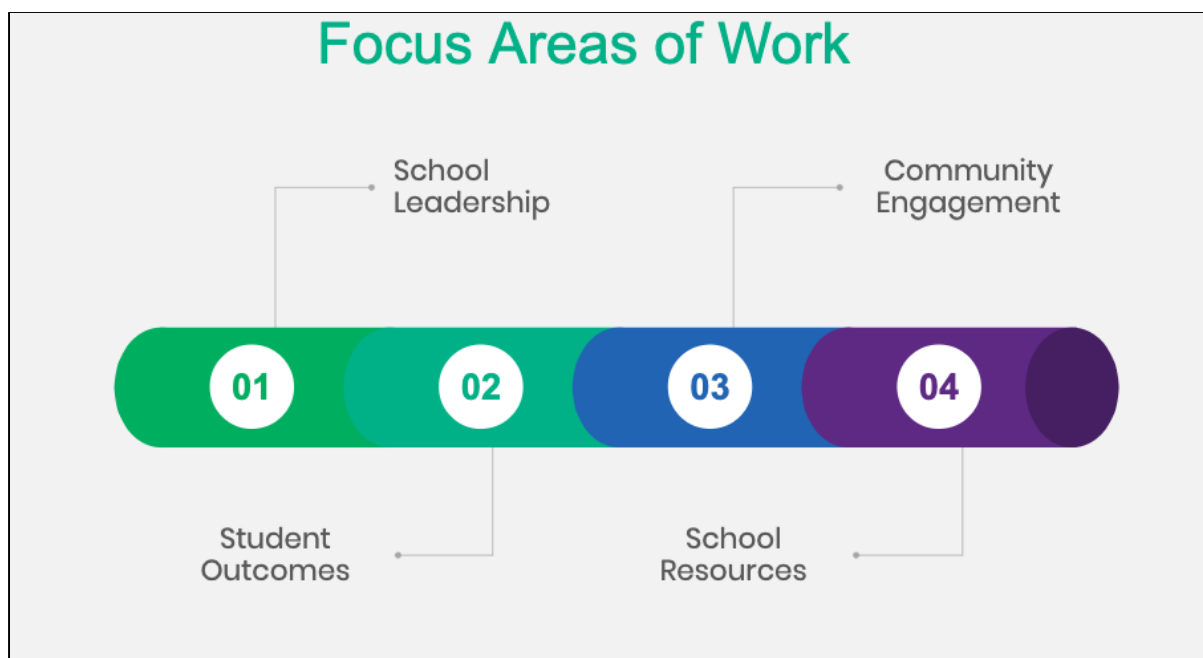 Focus Areas of Work
School
Leadership
Community
Engagement
01
02
03
04
Student
Outcomes
School
Resources